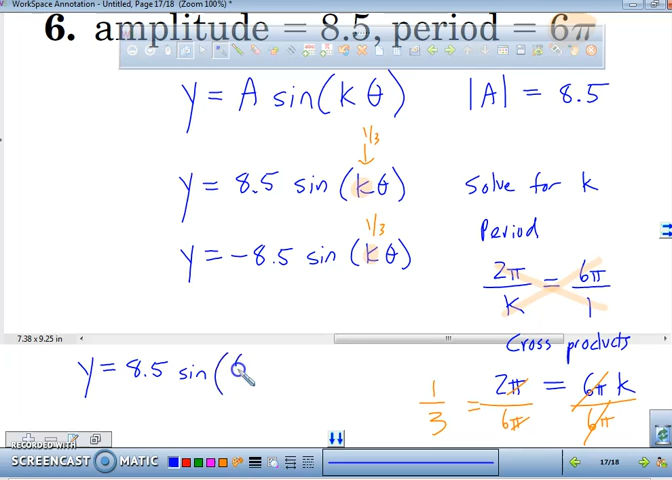 WorkSpace Annotation - Untitled, Page 17/18 (Zoom 200%)
6. amplitude = 8.5, period = 6π
y = A sin(kθ) |A| = 8.5
1/3
y = 8.5 sin(kθ) Solve for k
1/3
Period
y = -8.5 sin(kθ)
2π/k = 6π/1
7.38 x 9.25 in
Cross products
y = 8.5 sin(
1/3 = 2π/6π = 6πk/6π
RECORDED WITH
SCREENCAST MATIC
17/18